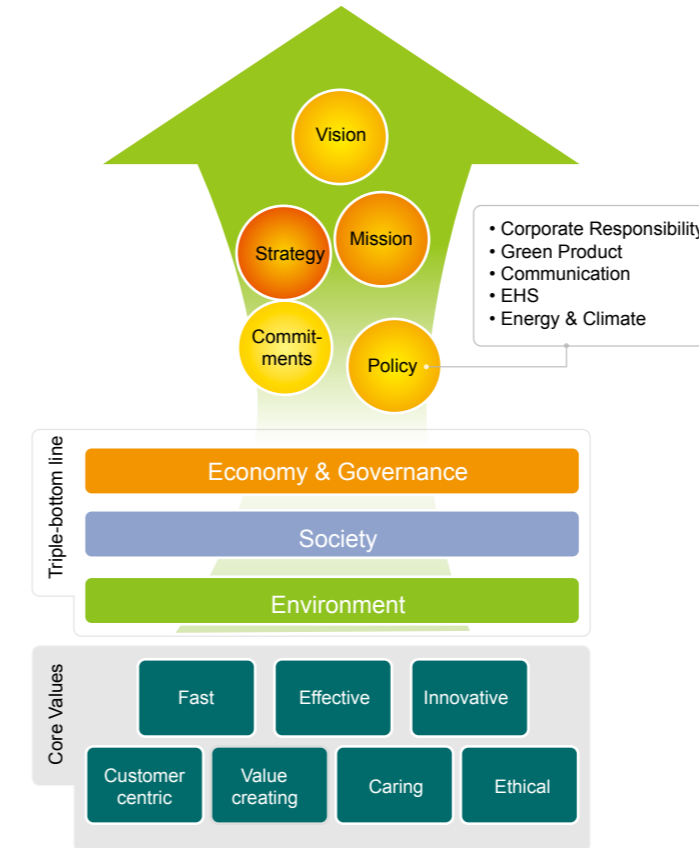 Vision
Strategy
Mission
Commit-
ments
Policy
• Corporate Responsibility
• Green Product
• Communication
• EHS
• Energy & Climate
Triple-bottom line
Economy & Governance
Society
Environment
Core Values
Fast
Effective
Innovative
Customer
centric
Value
creating
Caring
Ethical